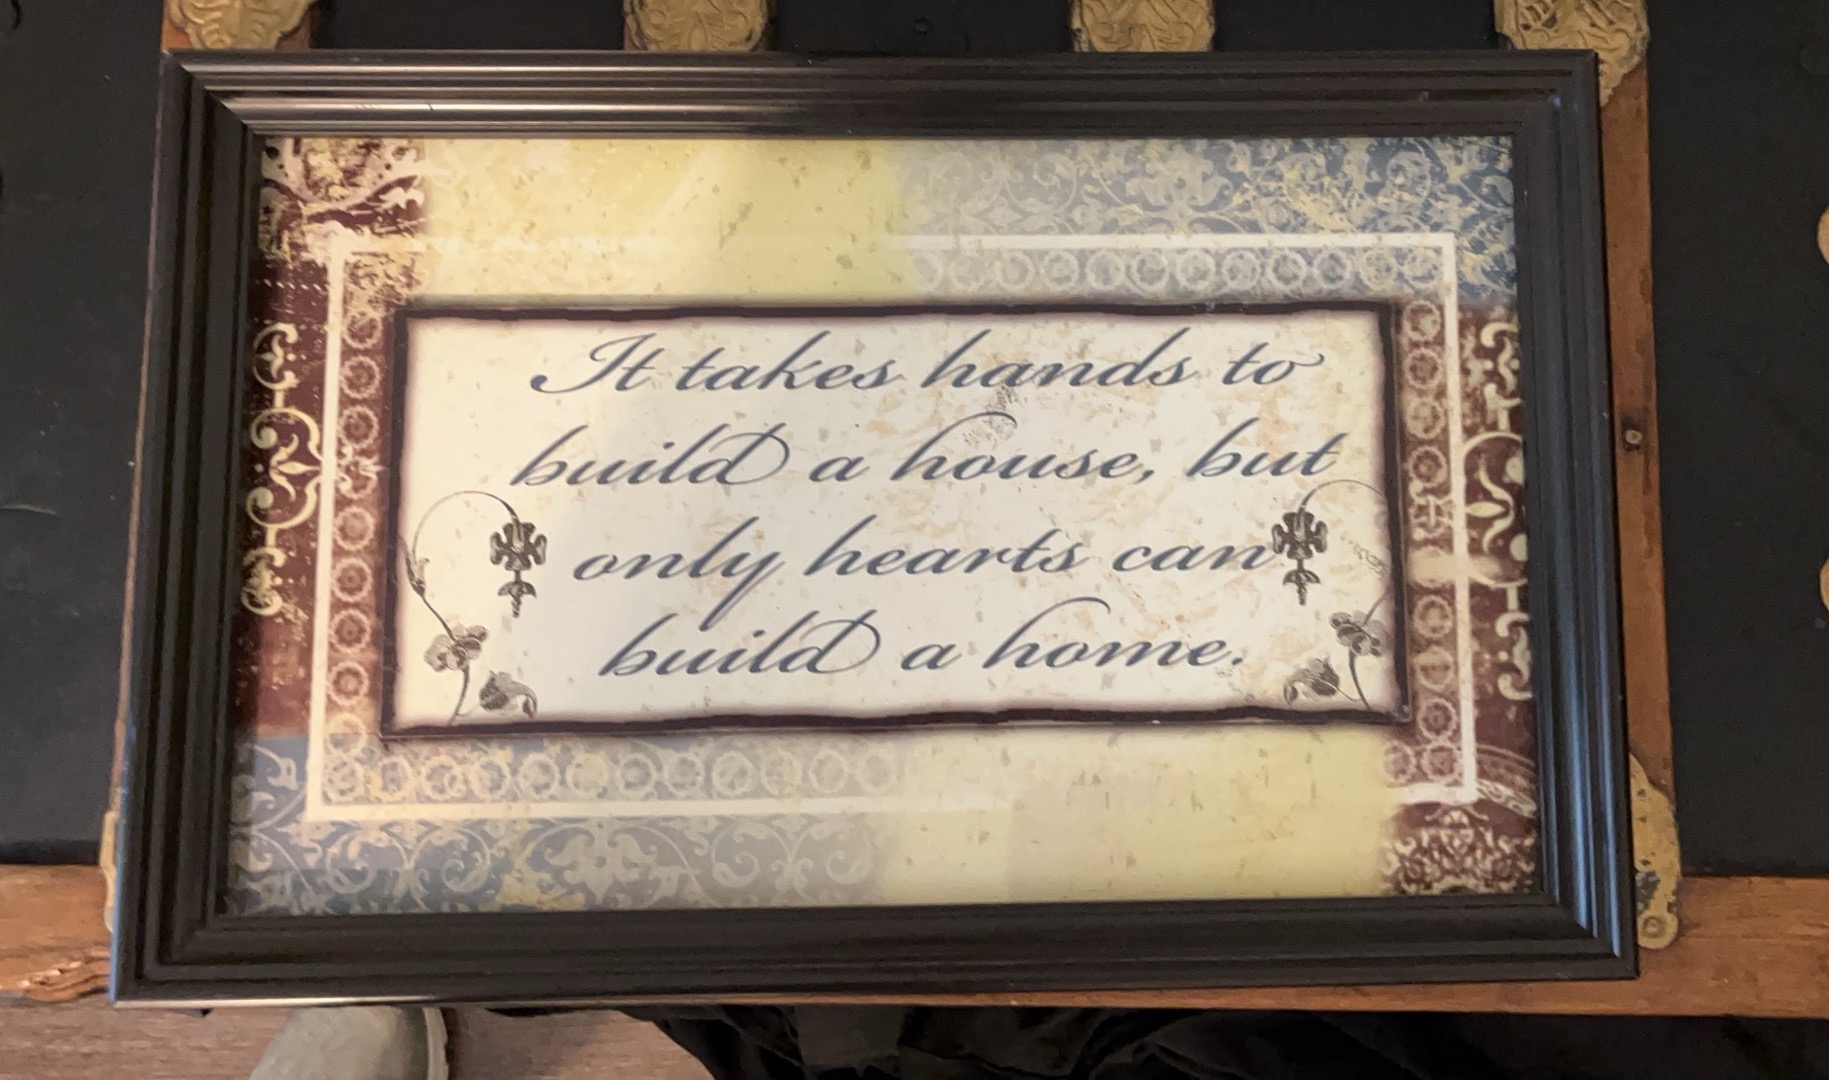 It takes hands to
build a house, but
only hearts can
build a home.